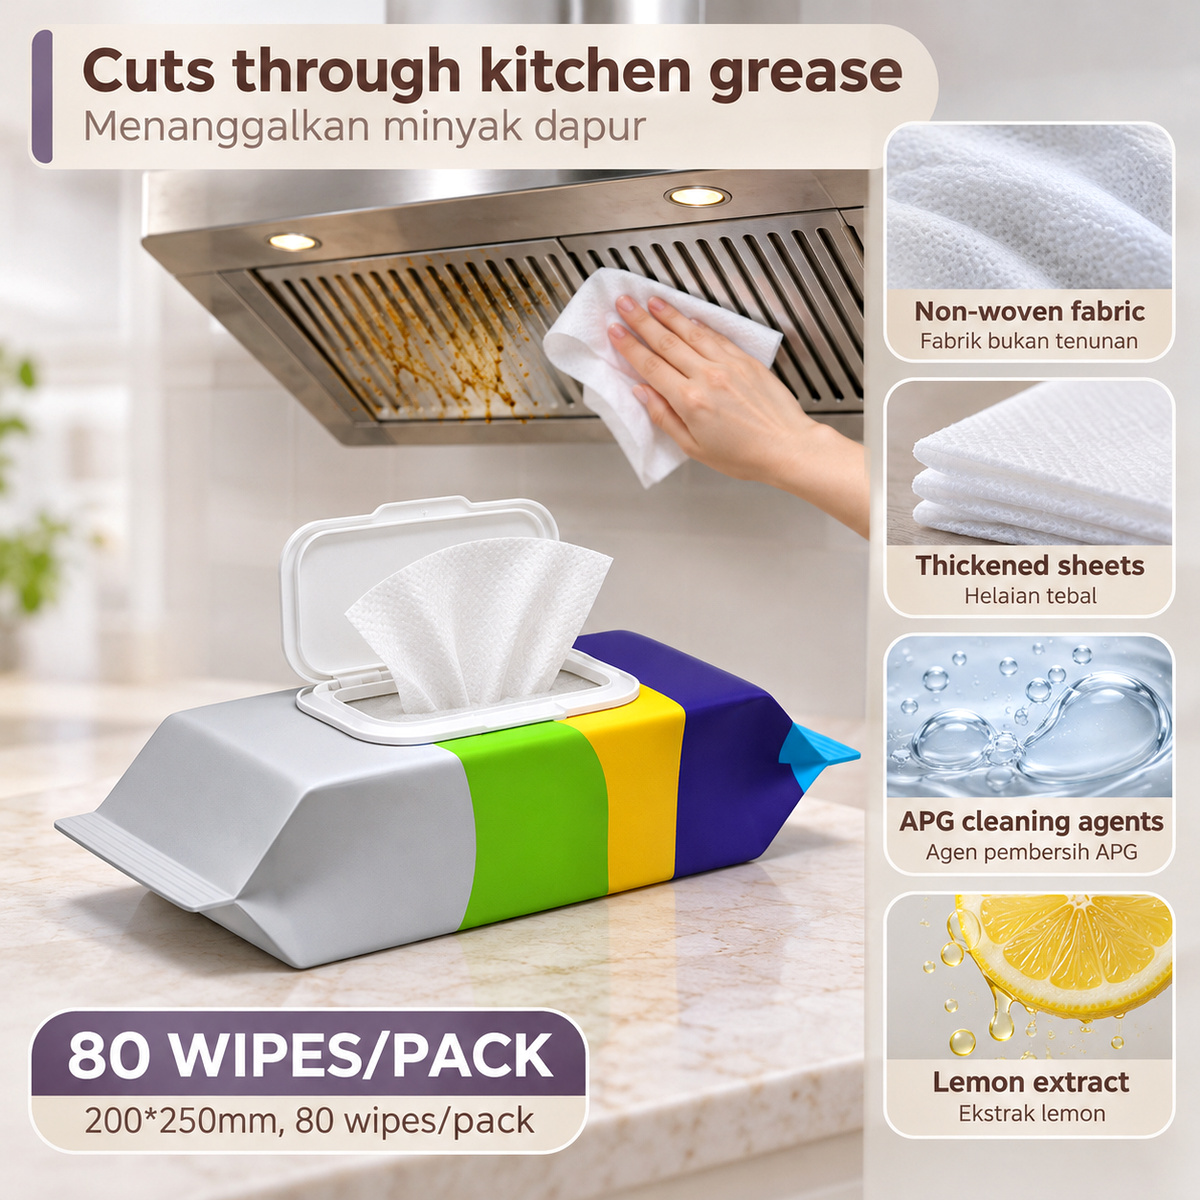 Cuts through kitchen grease
Menanggalkan minyak dapur
Non-woven fabric
Fabrik bukan tenunan
Thickened sheets
Helaian tebal
APG cleaning agents
Agen pembersih APG
Lemon extract
Ekstrak lemon
80 WIPES/PACK
200*250mm, 80 wipes/pack